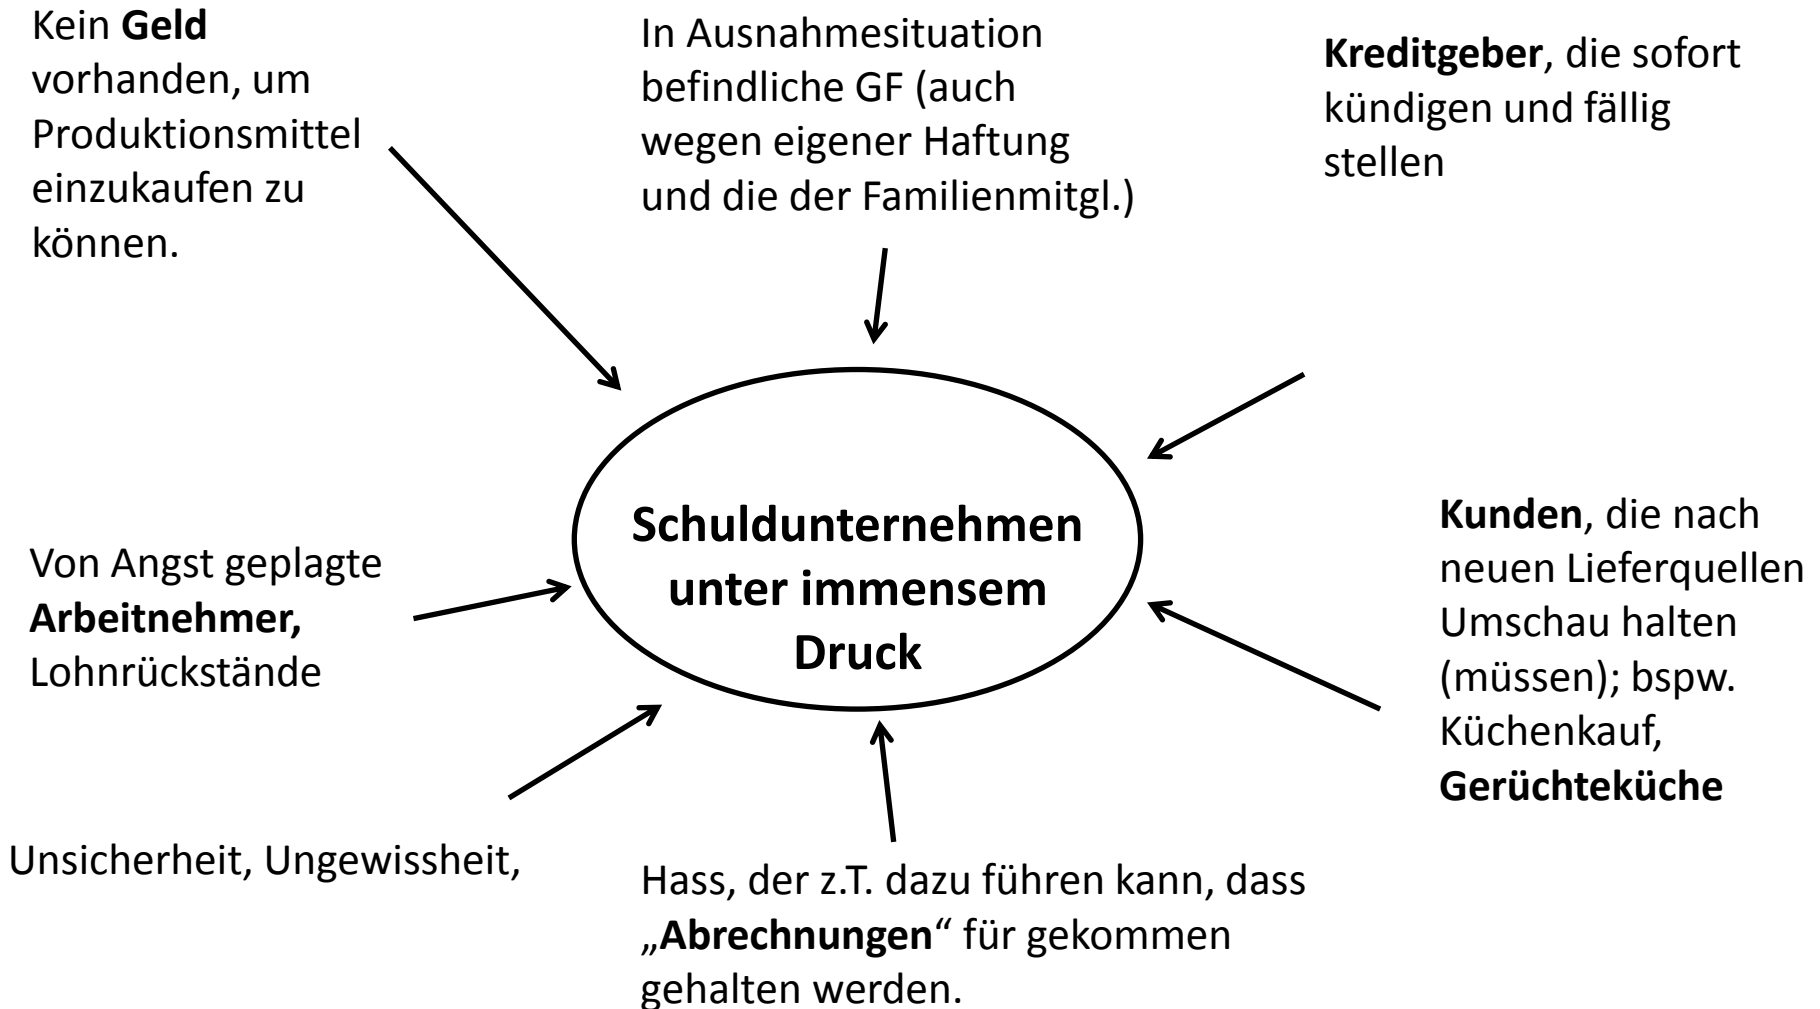 Kein Geld
vorhanden, um
Produktionsmittel
einzukaufen zu
können.
In Ausnahmesituation
befindliche GF (auch
wegen eigener Haftung
und die der Familienmitgl.)
Kreditgeber, die sofort
kündigen und fällig
stellen
Schuldunternehmen
unter immensem
Druck
Von Angst geplagte
Arbeitnehmer,
Lohnrückstände
Kunden, die nach
neuen Lieferquellen
Umschau halten
(müssen); bspw.
Küchenkauf,
Gerüchteküche
Unsicherheit, Ungewissheit,
Hass, der z.T. dazu führen kann, dass
„Abrechnungen“ für gekommen
gehalten werden.